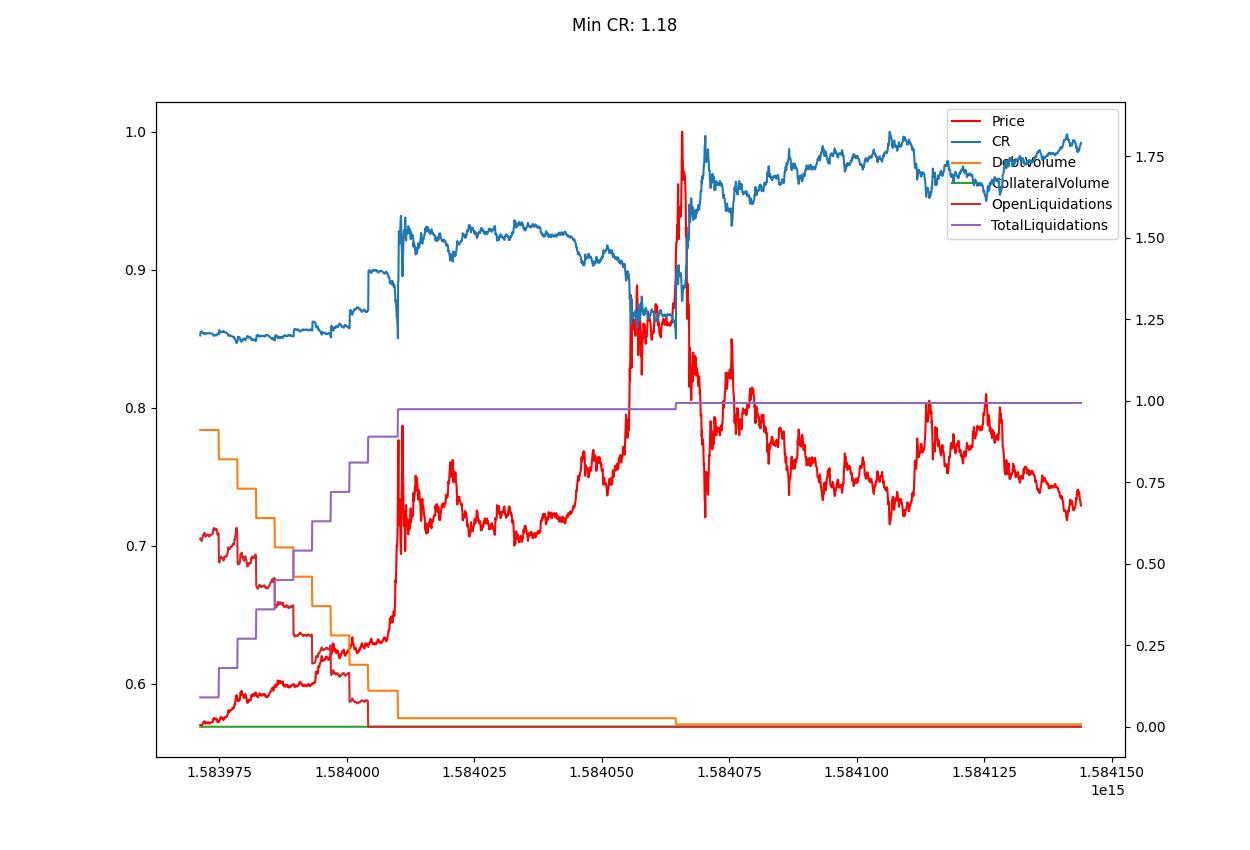 Min CR: 1.18
Price
CR
DebtVolume
CollateralVolume
OpenLiquidations
TotalLiquidations
1.0
0.9
0.8
0.7
0.6
1.75
1.50
1.25
1.00
0.75
0.50
0.25
0.00
1.583975 1.584000 1.584025 1.584050 1.584075 1.584100 1.584125 1.584150
1e15